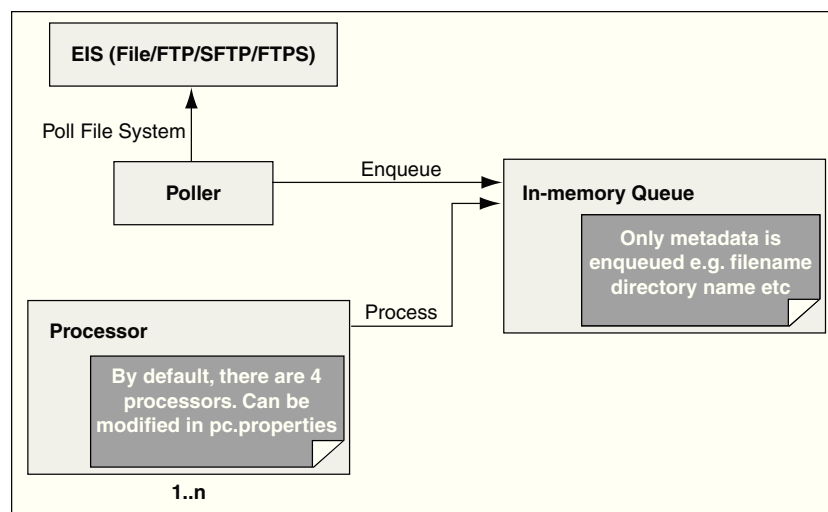 EIS (File/FTP/SFTP/FTPS)
Poll File System
Poller
Enqueue
In-memory Queue
Only metadata is
enqueued e.g. filename
directory name etc
Process
Processor
By default, there are 4
processors. Can be
modified in pc.properties
1..n